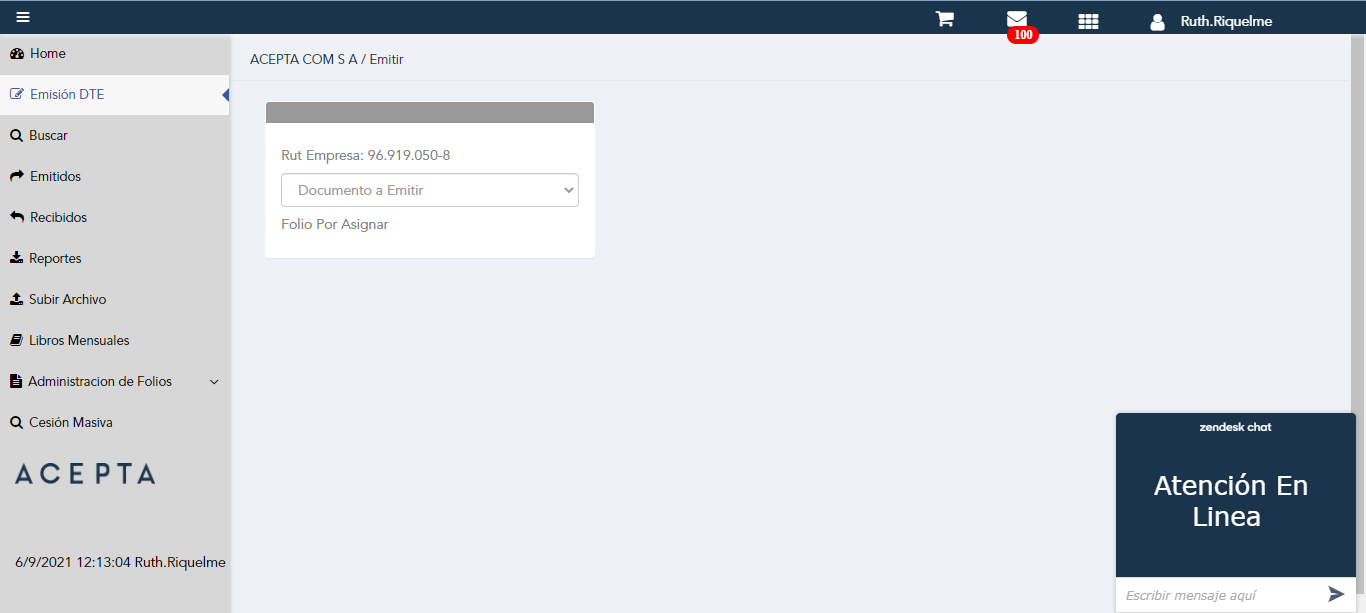 Ruth.Riquelme
100
Home
Emisión DTE
Buscar
Emitidos
Recibidos
Reportes
Subir Archivo
Libros Mensuales
Administracion de Folios
Cesión Masiva
ACEPTA
6/9/2021 12:13:04 Ruth.Riquelme
ACEPTA COM S A / Emitir
Rut Empresa: 96.919.050-8
Documento a Emitir
Folio Por Asignar
zendesk chat
Atención En
Linea
Escribir mensaje aquí